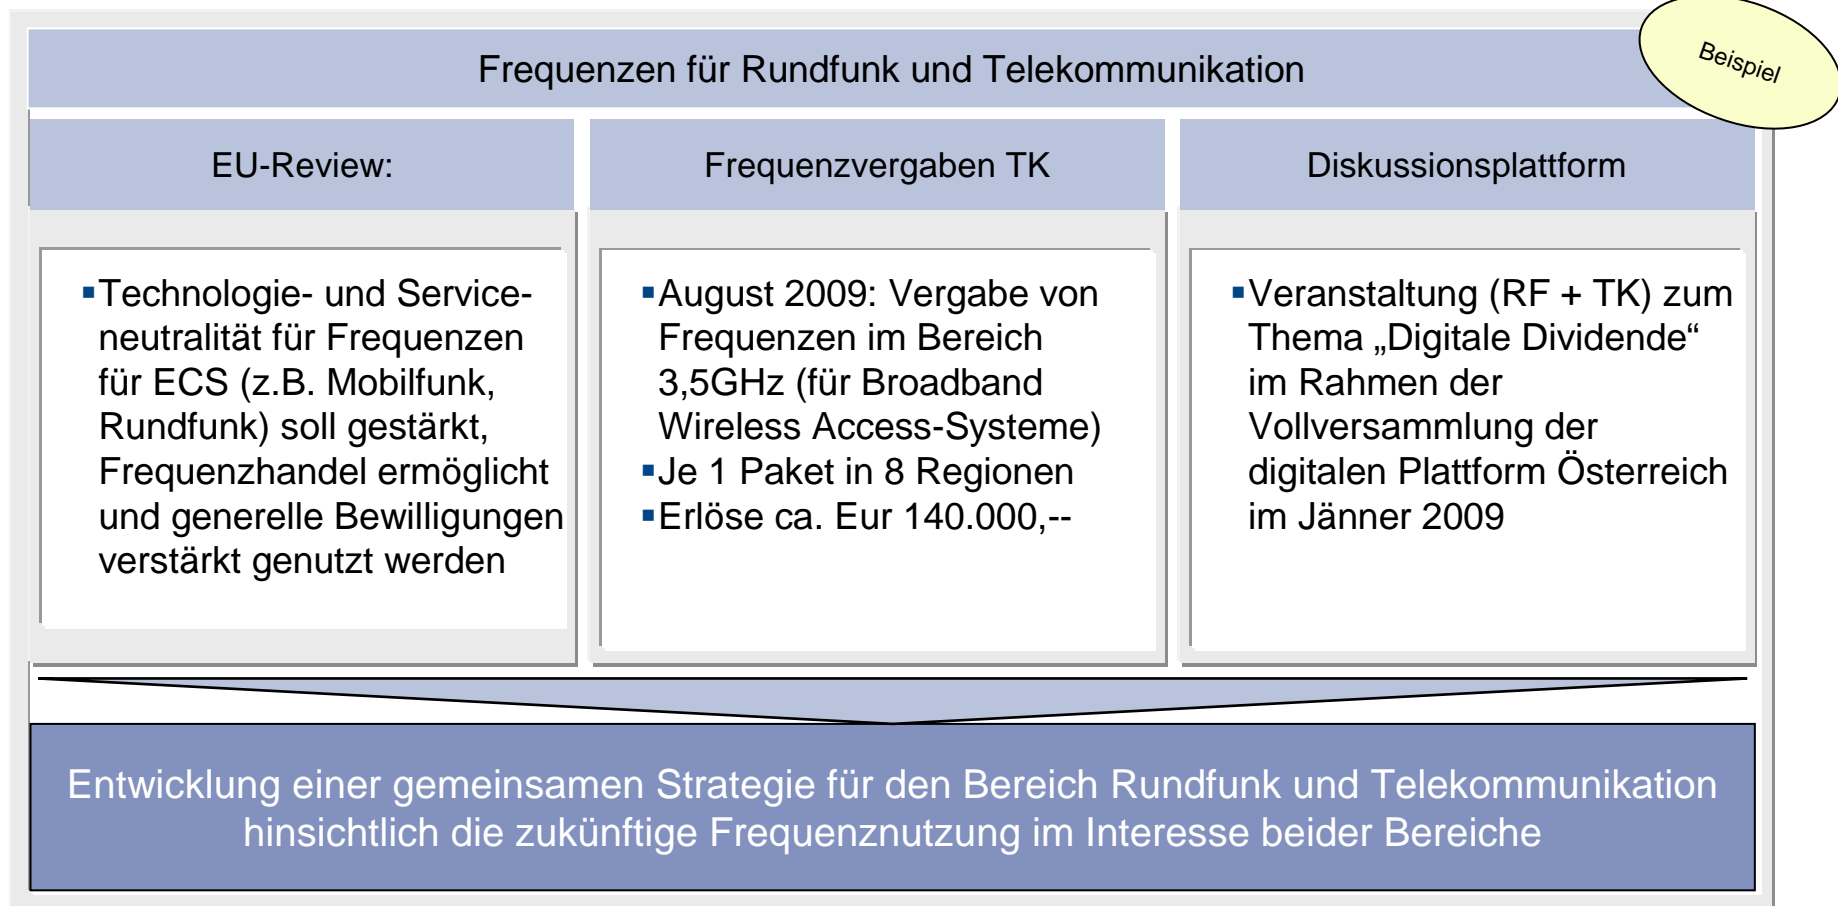 Frequenzen für Rundfunk und Telekommunikation
Beispiel
EU-Review:
▪Technologie- und Service-
neutralität für Frequenzen
für ECS (z.B. Mobilfunk,
Rundfunk) soll gestärkt,
Frequenzhandel ermöglicht
und generelle Bewilligungen
verstärkt genutzt werden
Frequenzvergaben TK
▪August 2009: Vergabe von
Frequenzen im Bereich
3,5GHz (für Broadband
Wireless Access-Systeme)
▪Je 1 Paket in 8 Regionen
▪Erlöse ca. Eur 140.000,--
Diskussionsplattform
▪Veranstaltung (RF + TK) zum
Thema „Digitale Dividende“
im Rahmen der
Vollversammlung der
digitalen Plattform Österreich
im Jänner 2009
Entwicklung einer gemeinsamen Strategie für den Bereich Rundfunk und Telekommunikation
hinsichtlich die zukünftige Frequenznutzung im Interesse beider Bereiche